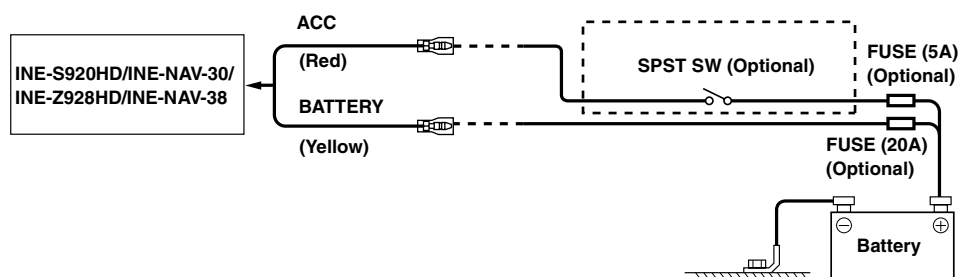 ACC
(Red)
INE-S920HD/INE-NAV-30/
INE-Z928HD/INE-NAV-38
BATTERY
(Yellow)
SPST SW (Optional)
FUSE (5A)
(Optional)
FUSE (20A)
(Optional)
Battery